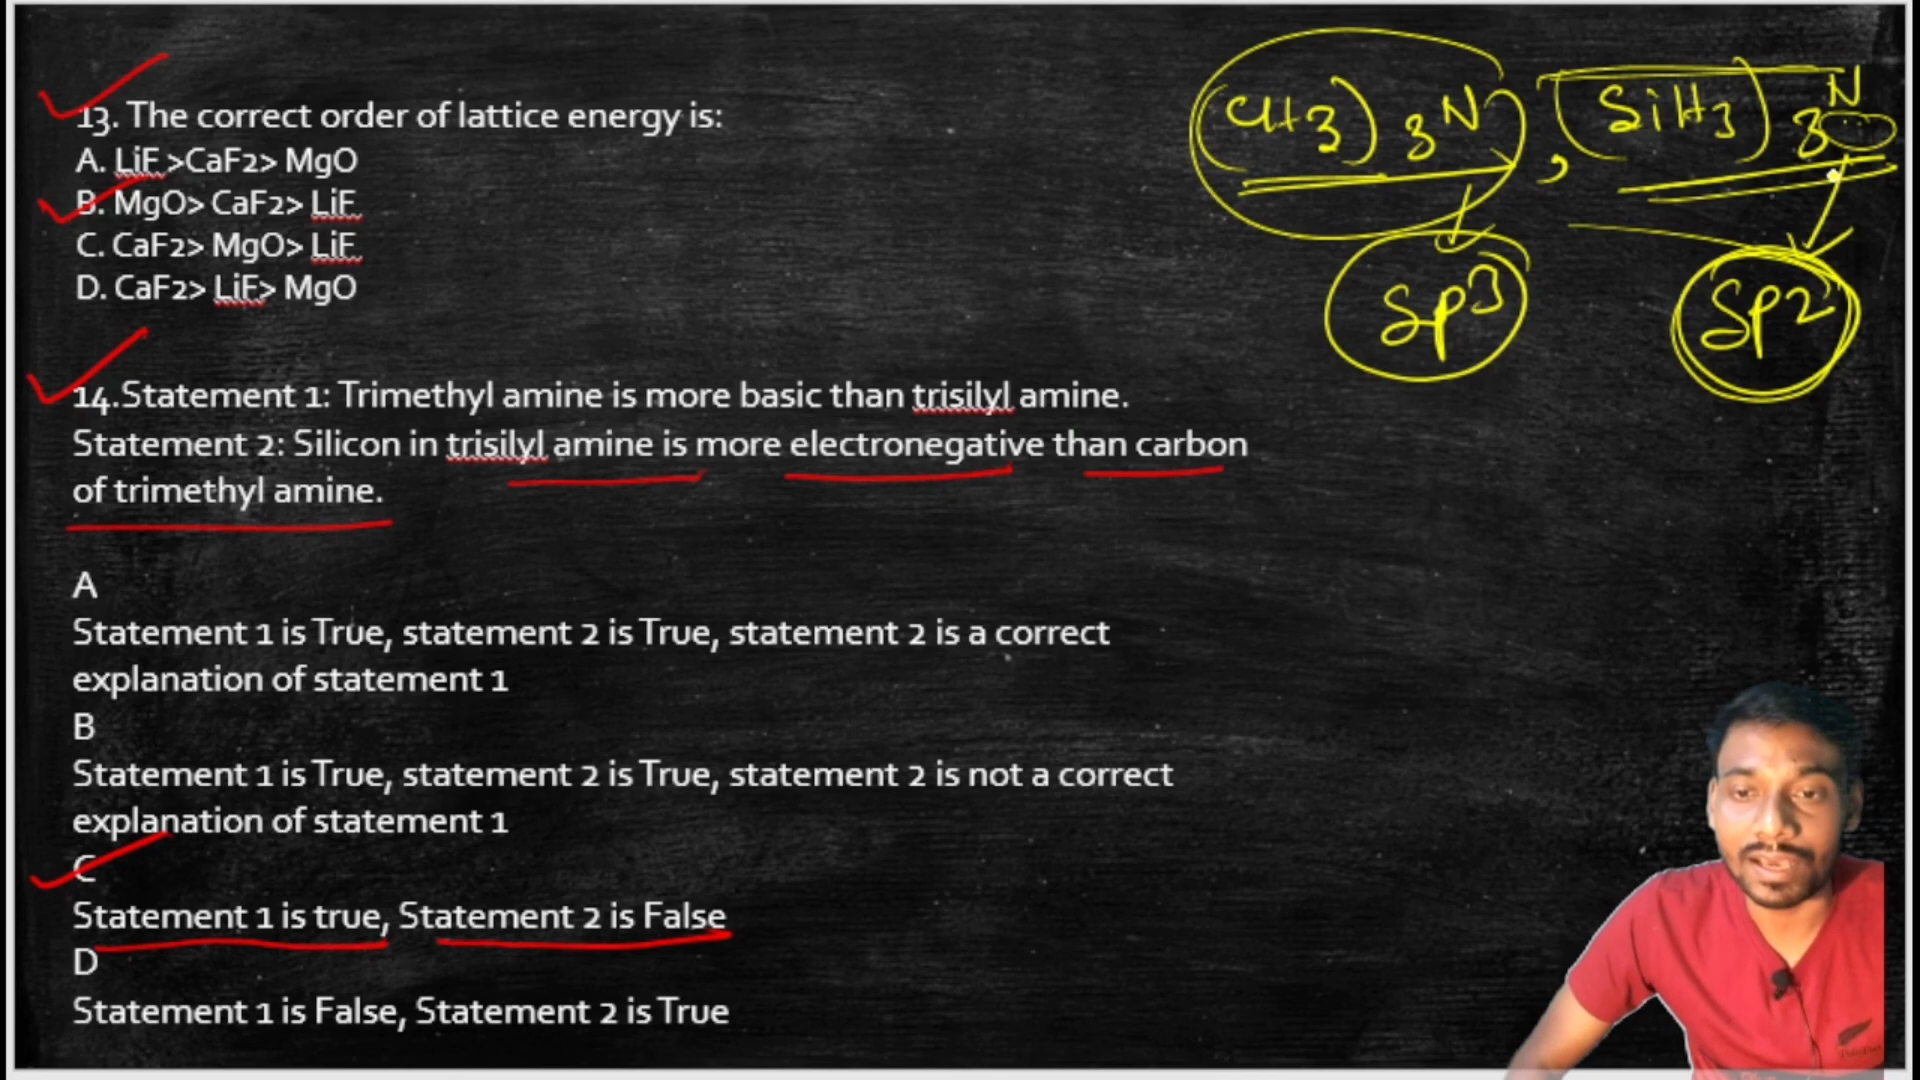 13. The correct order of lattice energy is:
A. LiF >CaF2> MgO
B. MgO> CaF2> LiF
C. CaF2> MgO> LiF
D. CaF2> LiF> MgO
(CH3)3N, (SiH3)3N
Sp3 Sp2
14.Statement 1: Trimethyl amine is more basic than trisilyl amine.
Statement 2: Silicon in trisilyl amine is more electronegative than carbon
of trimethyl amine.
A
Statement 1 is True, statement 2 is True, statement 2 is a correct
explanation of statement 1
B
Statement 1 is True, statement 2 is True, statement 2 is not a correct
explanation of statement 1
C
Statement 1 is true, Statement 2 is False
D
Statement 1 is False, Statement 2 is True